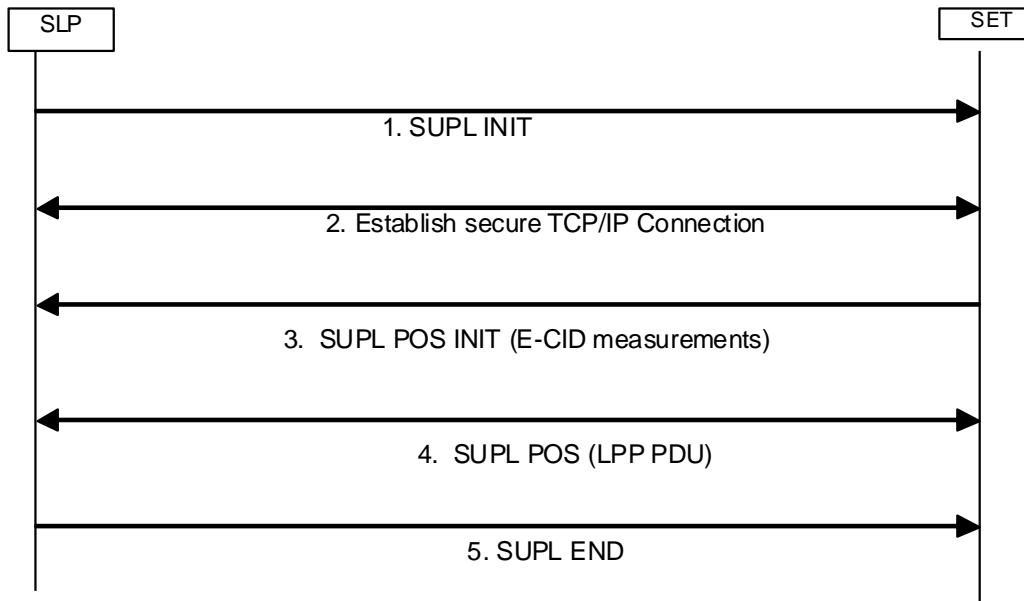 SLP
SET
1. SUPL INIT
2. Establish secure TCP/IP Connection
3. SUPL POS INIT (E-CID measurements)
4. SUPL POS (LPP PDU)
5. SUPL END